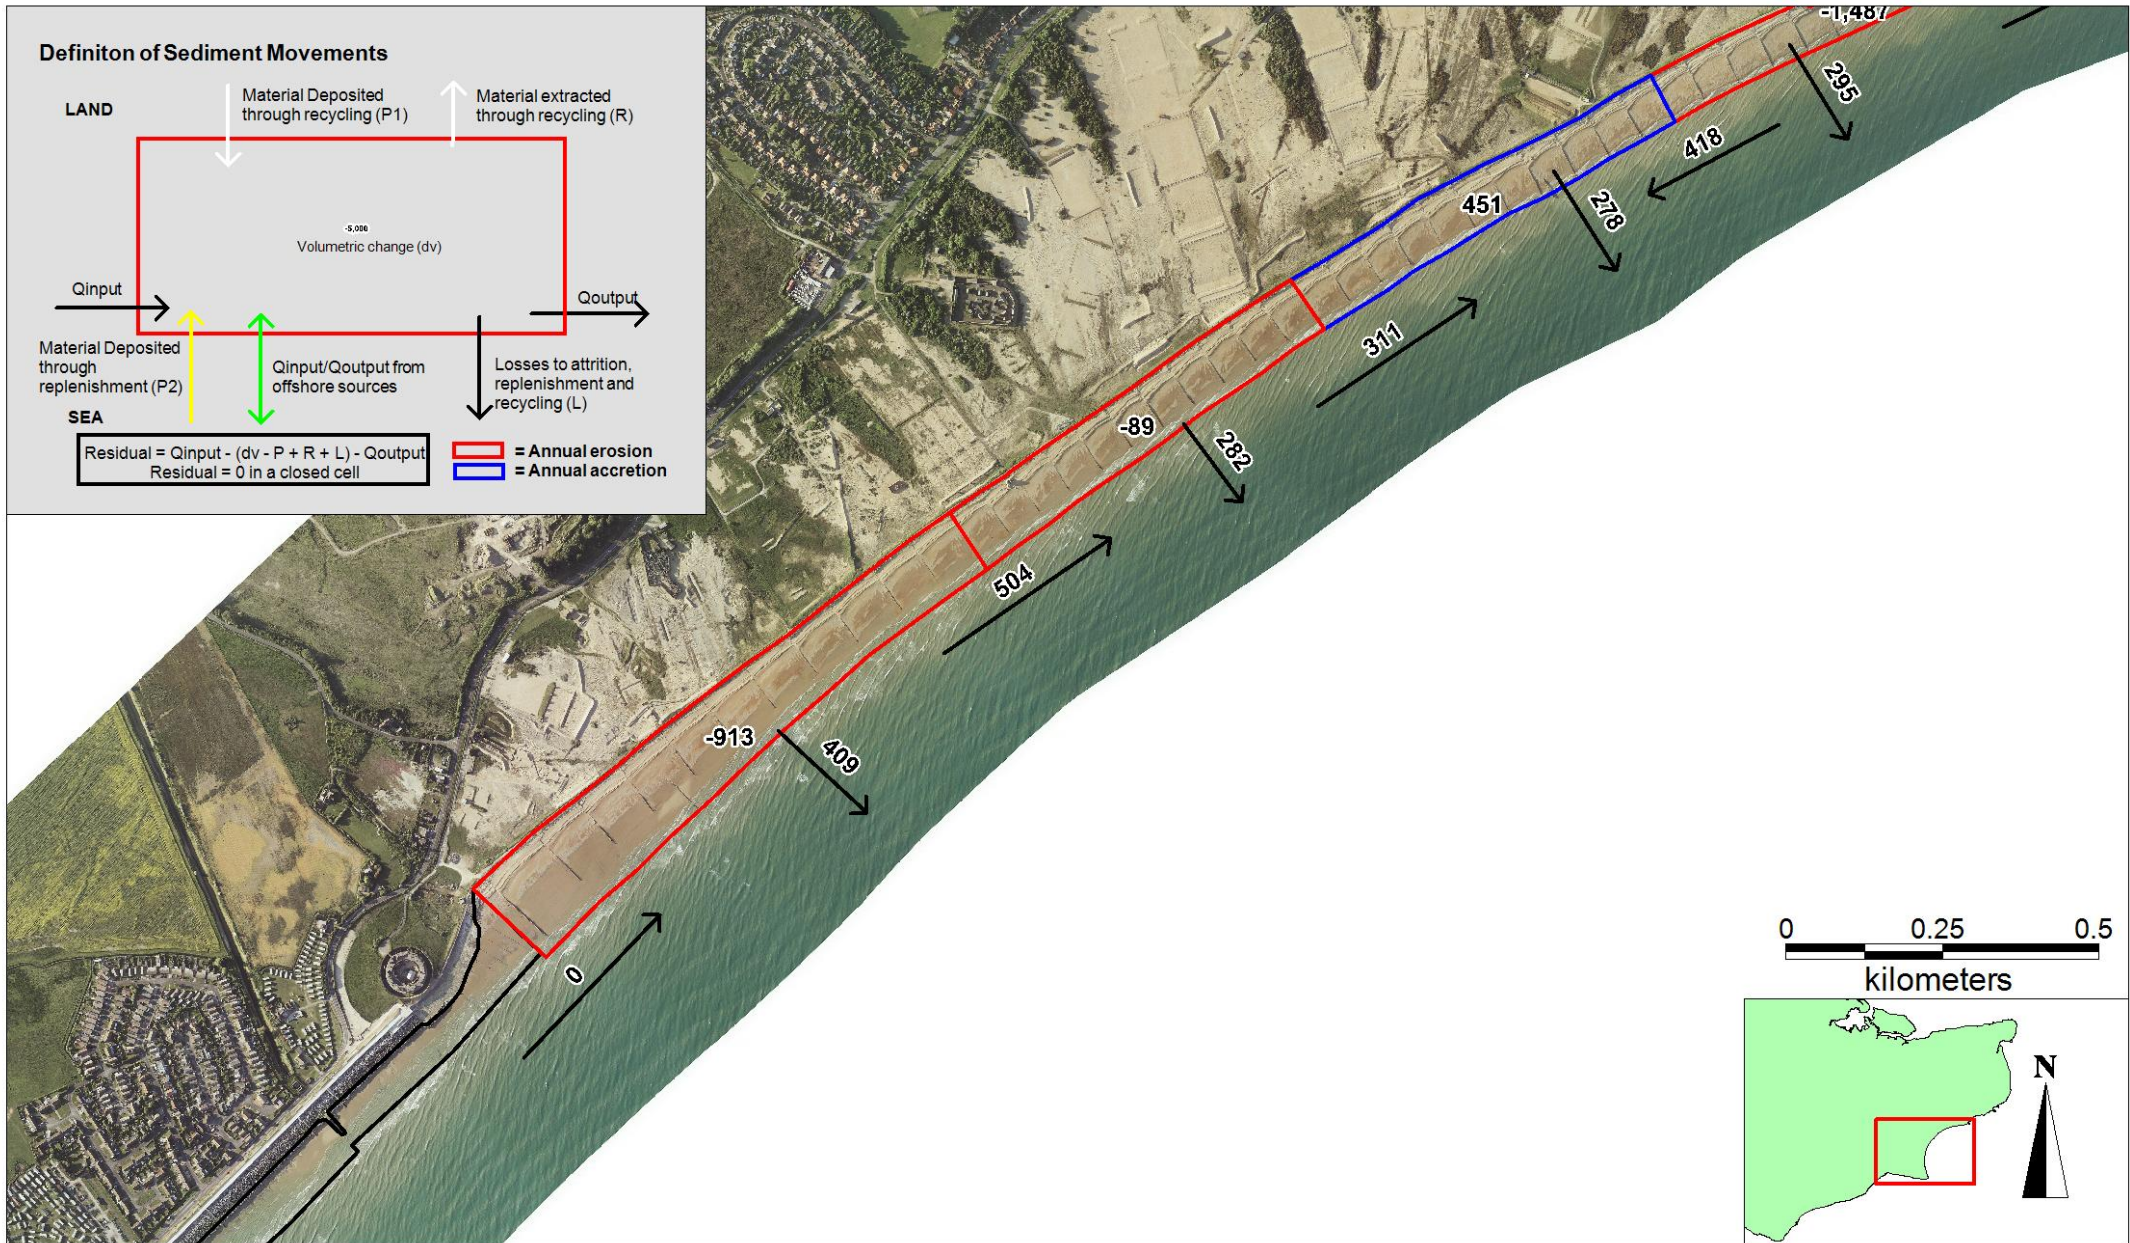 Definiton of Sediment Movements
LAND
Material Deposited
through recycling (P1)
Material extracted
through recycling (R)
-5,000
Volumetric change (dv)
Qinput
Qoutput
Material Deposited
through
replenishment (P2)
Qinput/Qoutput from
offshore sources
Losses to attrition,
replenishment and
recycling (L)
SEA
Residual = Qinput - (dv - P + R + L) - Qoutput
Residual = 0 in a closed cell
= Annual erosion
= Annual accretion
-1,487
295
418
278
451
311
-89
282
504
-913
409
0
0 0.25 0.5
kilometers
N